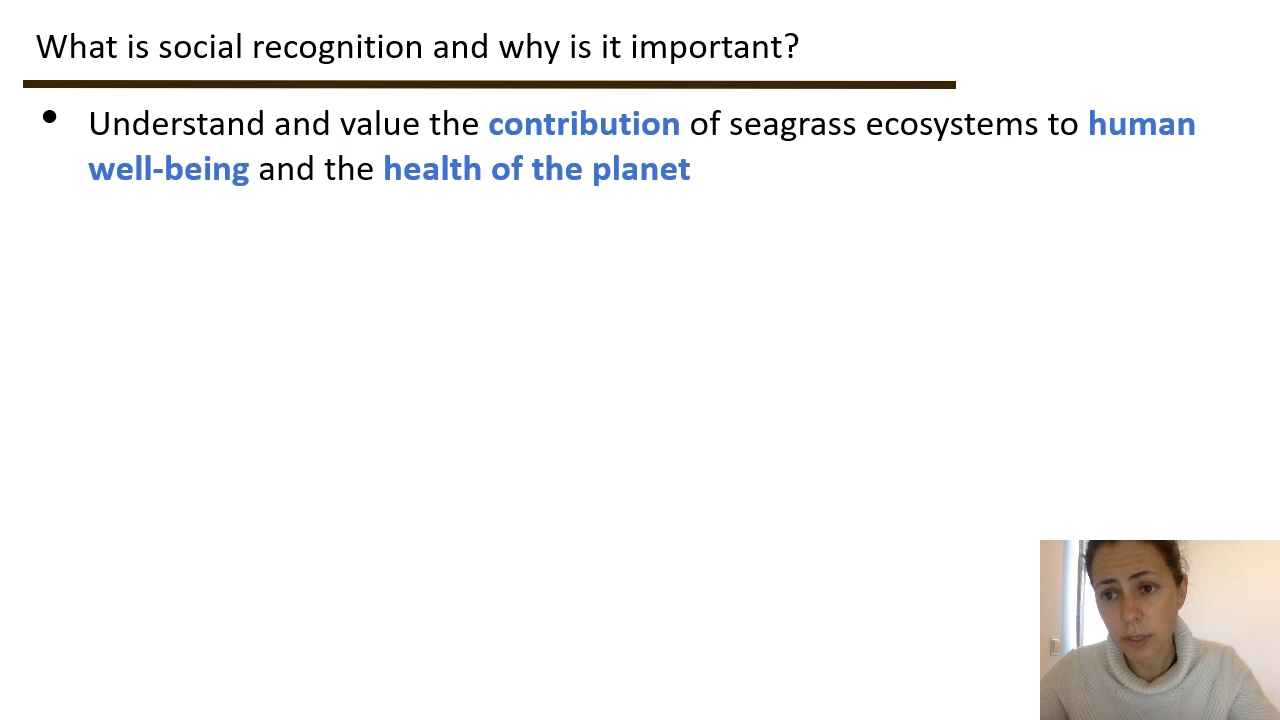 What is social recognition and why is it important?
• Understand and value the contribution of seagrass ecosystems to human
well-being and the health of the planet